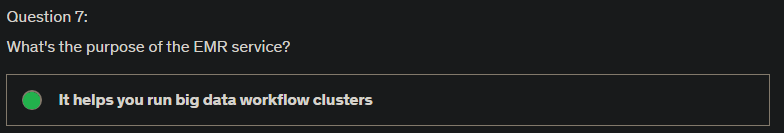 Question 7:
What's the purpose of the EMR service?
It helps you run big data workflow clusters